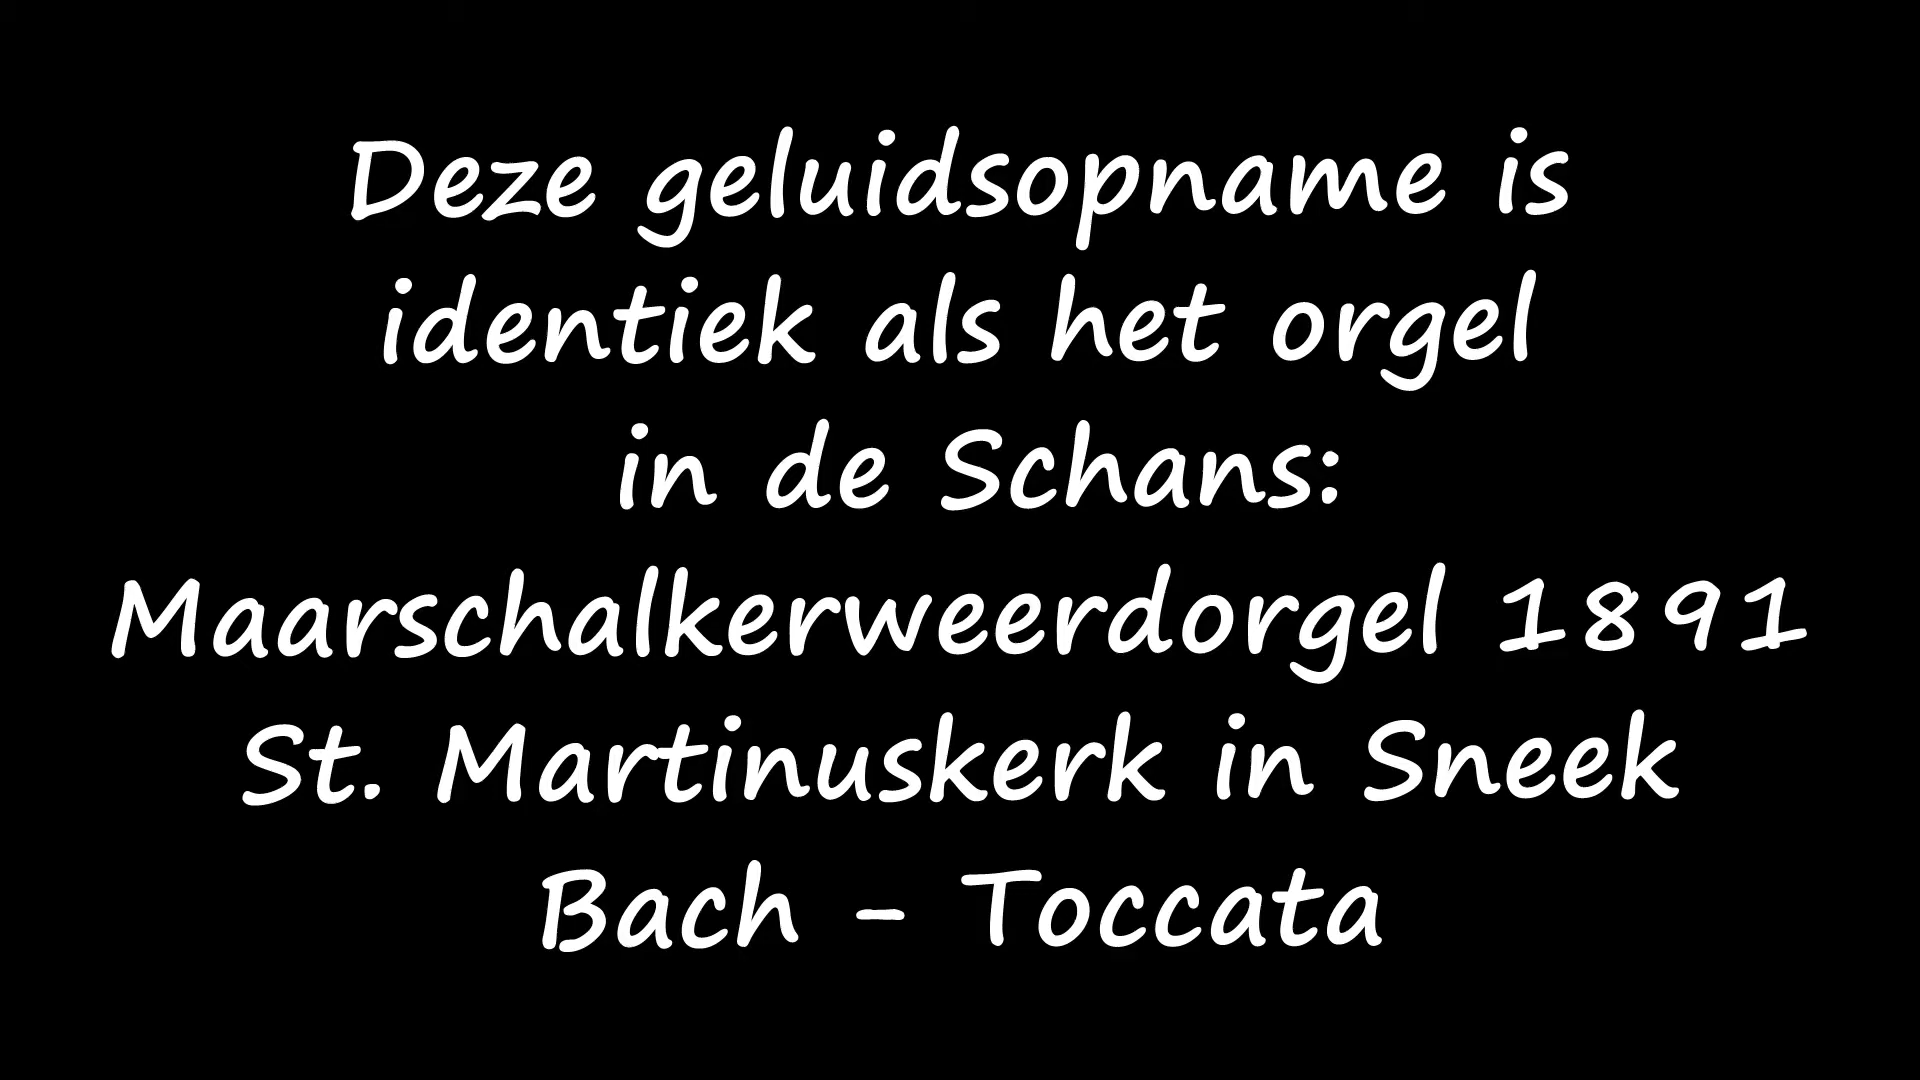 Deze geluidsopname is
identiek als het orgel
in de Schans:
Maarschalkerweerdorgel 1891
St. Martinuskerk in Sneek
Bach - Toccata